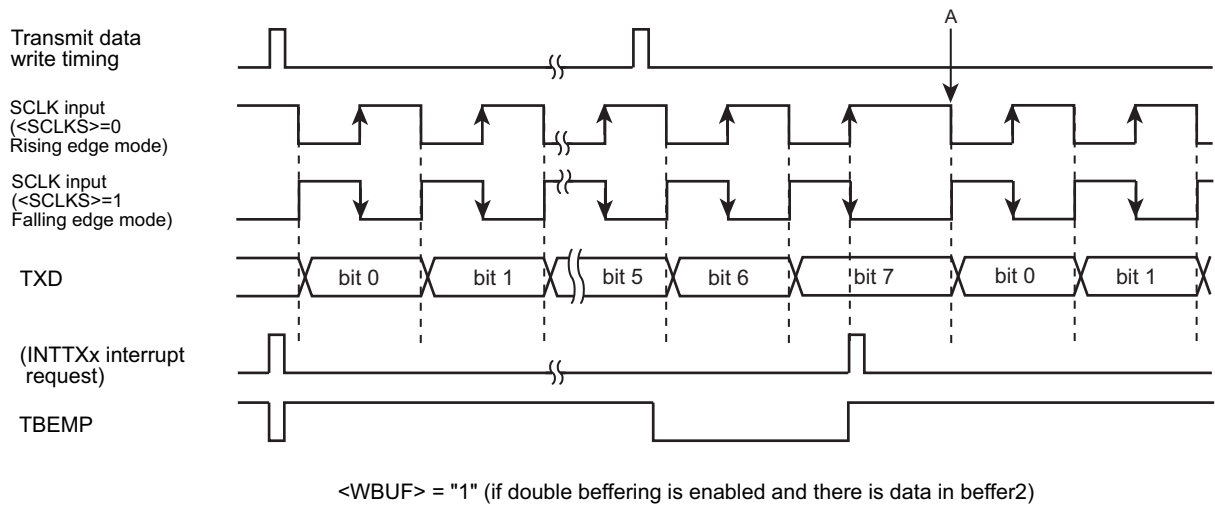 A
Transmit data
write timing
SCLK input
(<SCLKS>=0
Rising edge mode)
SCLK input
(<SCLKS>=1
Falling edge mode)
TXD
bit 0
bit 1
bit 5
bit 6
bit 7
bit 0
bit 1
(INTTXx interrupt
request)
TBEMP
<WBUF> = "1" (if double beffering is enabled and there is data in beffer2)